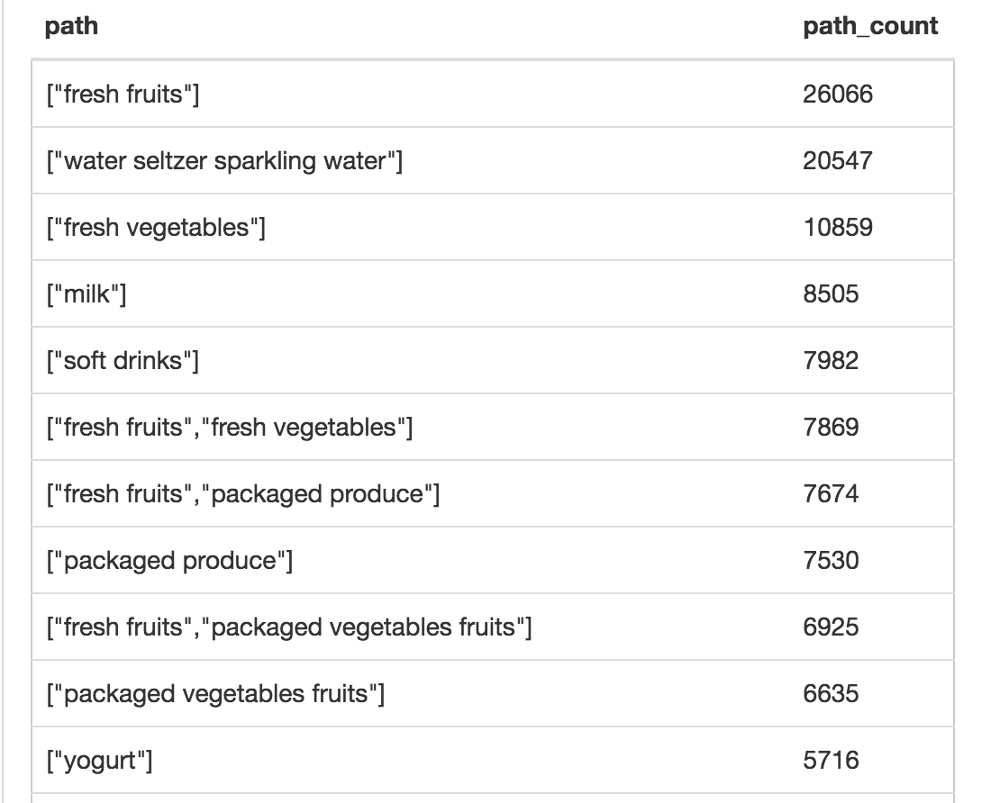 path path_count
["fresh fruits"] 26066
["water seltzer sparkling water"] 20547
["fresh vegetables"] 10859
["milk"] 8505
["soft drinks"] 7982
["fresh fruits","fresh vegetables"] 7869
["fresh fruits","packaged produce"] 7674
["packaged produce"] 7530
["fresh fruits","packaged vegetables fruits"] 6925
["packaged vegetables fruits"] 6635
["yogurt"] 5716